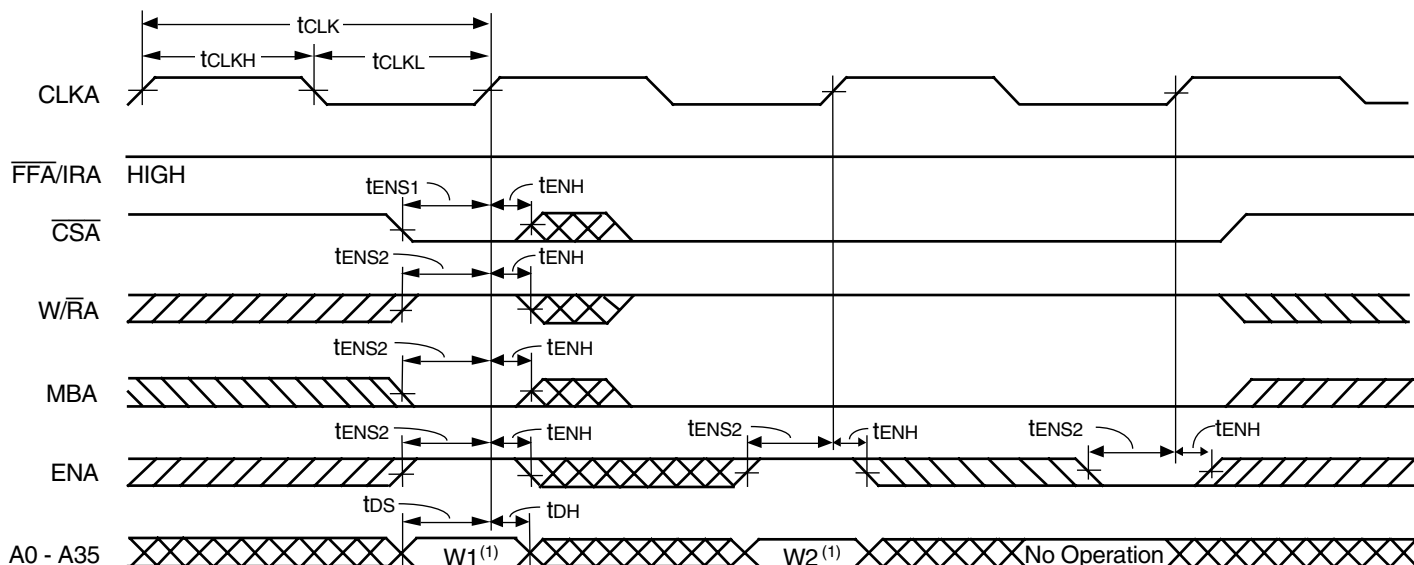 tCLK
tCLKH
tCLKL
CLKA
FFA/IRA
HIGH
tENS1
tENH
CSA
tENS2
tENH
W/RA
tENS2
tENH
MBA
tENS2
tENH
tENS2
tENH
tENS2
tENH
ENA
tDS
tDH
A0 - A35
W1(1)
W2(1)
No Operation